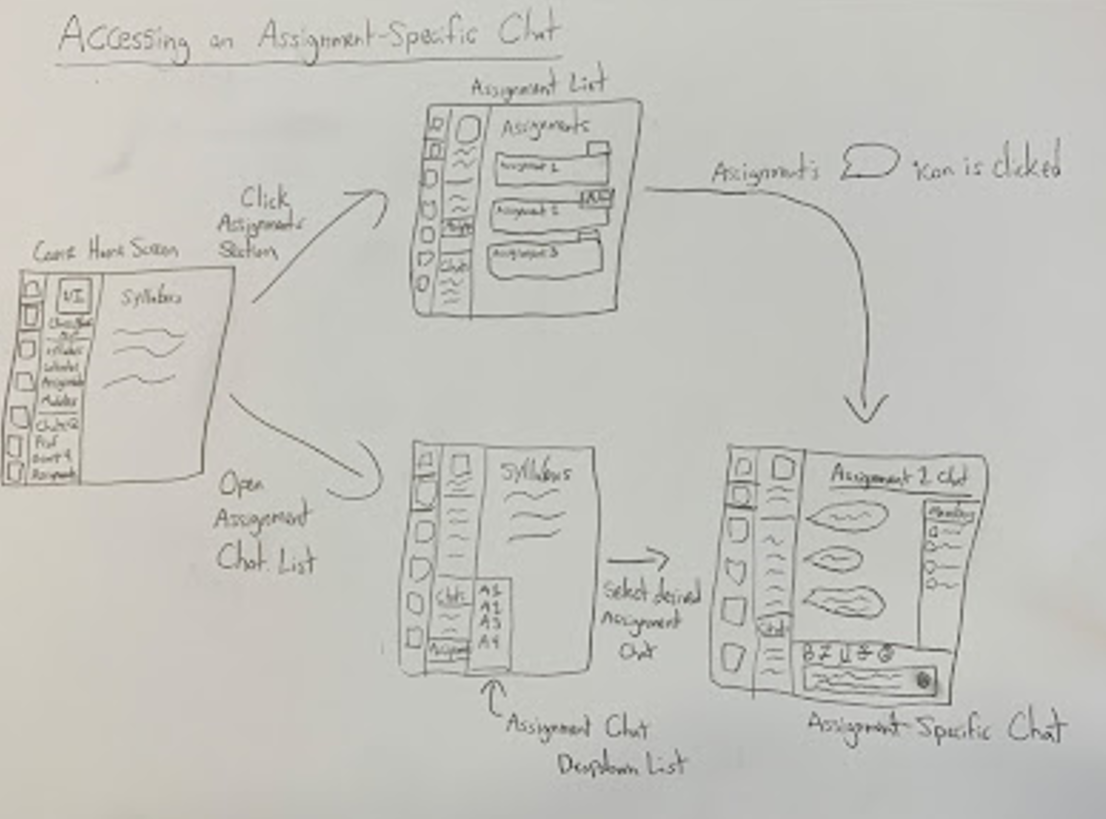 Accessing an Assignment-Specific Chat
Assignment List
Assignments
Assignment 1
Assignment 2
Assignment 3
Chats
Click
Assignments
Section
Assignment's icon is clicked
Course Home Screen
UI
Syllabus
Syllabus
Calendar
Assignments
Modules
Chats
Prof
Assignments
Open
Assignment
Chat List
Syllabus
Chats
A1
A2
A3
A4
Assignment Chat
Dropdown List
Select desired
Assignment
Chat
Assignment 2 Chat
Members
Chats
B I U
Assignment-Specific Chat